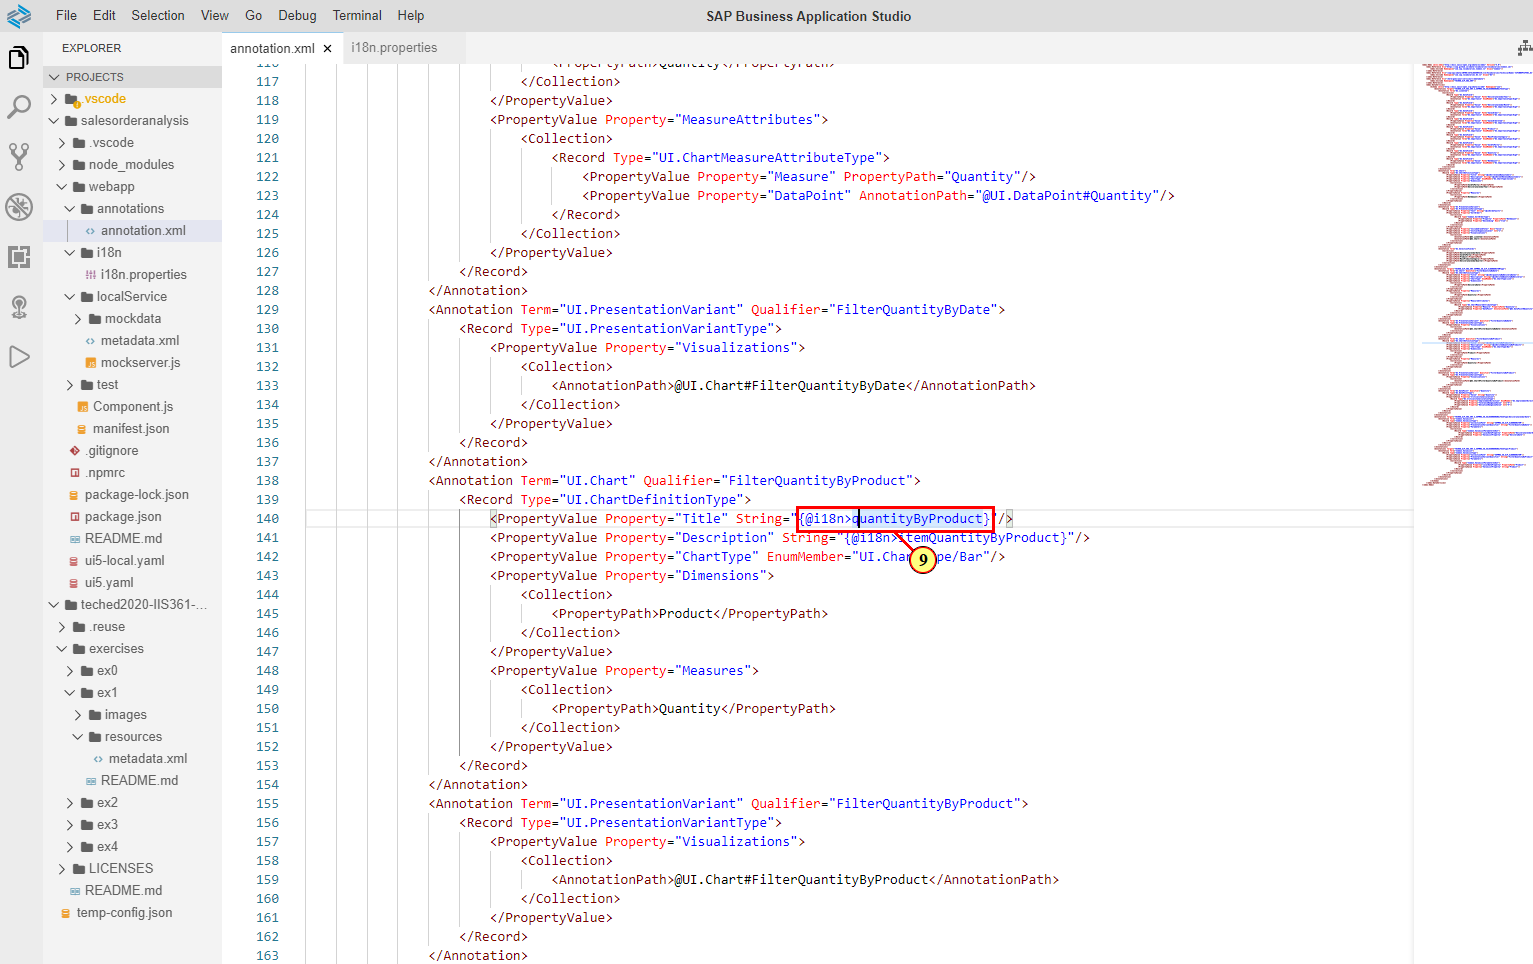 File Edit Selection View Go Debug Terminal Help
SAP Business Application Studio
EXPLORER
PROJECTS
.vscode
salesorderanalysis
.vscode
node_modules
webapp
annotations
annotation.xml
i18n
i18n.properties
localService
mockdata
metadata.xml
mockserver.js
test
Component.js
manifest.json
.gitignore
.npmrc
package-lock.json
package.json
README.md
ui5-local.yaml
ui5.yaml
teched2020-IIS361-...
.reuse
exercises
ex0
ex1
images
resources
metadata.xml
README.md
ex2
ex3
ex4
LICENSES
README.md
temp-config.json
annotation.xml × i18n.properties
116 <PropertyPath>Quantity</PropertyPath>
117 </Collection>
118 </PropertyValue>
119 <PropertyValue Property="MeasureAttributes">
120 <Collection>
121 <Record Type="UI.ChartMeasureAttributeType">
122 <PropertyValue Property="Measure" PropertyPath="Quantity"/>
123 <PropertyValue Property="DataPoint" AnnotationPath="@UI.DataPoint#Quantity"/>
124 </Record>
125 </Collection>
126 </PropertyValue>
127 </Record>
128 </Annotation>
129 <Annotation Term="UI.PresentationVariant" Qualifier="FilterQuantityByDate">
130 <Record Type="UI.PresentationVariantType">
131 <PropertyValue Property="Visualizations">
132 <Collection>
133 <AnnotationPath>@UI.Chart#FilterQuantityByDate</AnnotationPath>
134 </Collection>
135 </PropertyValue>
136 </Record>
137 </Annotation>
138 <Annotation Term="UI.Chart" Qualifier="FilterQuantityByProduct">
139 <Record Type="UI.ChartDefinitionType">
140 <PropertyValue Property="Title" String="{@i18n>quantityByProduct}"/>
141 <PropertyValue Property="Description" String="{@i18n>itemQuantityByProduct}"/>
142 <PropertyValue Property="ChartType" EnumMember="UI.ChartType/Bar"/>
9
143 <PropertyValue Property="Dimensions">
144 <Collection>
145 <PropertyPath>Product</PropertyPath>
146 </Collection>
147 </PropertyValue>
148 <PropertyValue Property="Measures">
149 <Collection>
150 <PropertyPath>Quantity</PropertyPath>
151 </Collection>
152 </PropertyValue>
153 </Record>
154 </Annotation>
155 <Annotation Term="UI.PresentationVariant" Qualifier="FilterQuantityByProduct">
156 <Record Type="UI.PresentationVariantType">
157 <PropertyValue Property="Visualizations">
158 <Collection>
159 <AnnotationPath>@UI.Chart#FilterQuantityByProduct</AnnotationPath>
160 </Collection>
161 </PropertyValue>
162 </Record>
163 </Annotation>